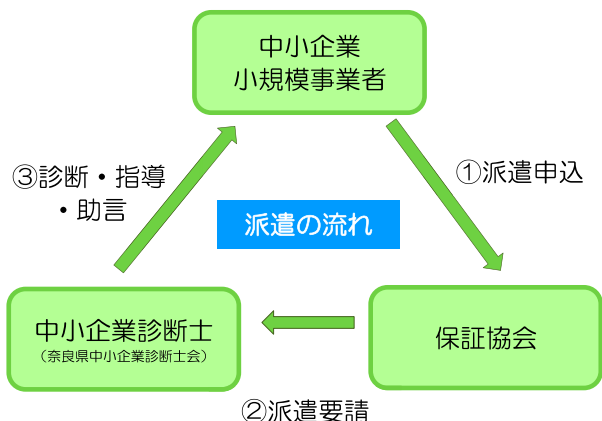 中小企業
小規模事業者
③診断・指導
・助言
①派遣申込
派遣の流れ
中小企業診断士
（奈良県中小企業診断士会）
保証協会
②派遣要請